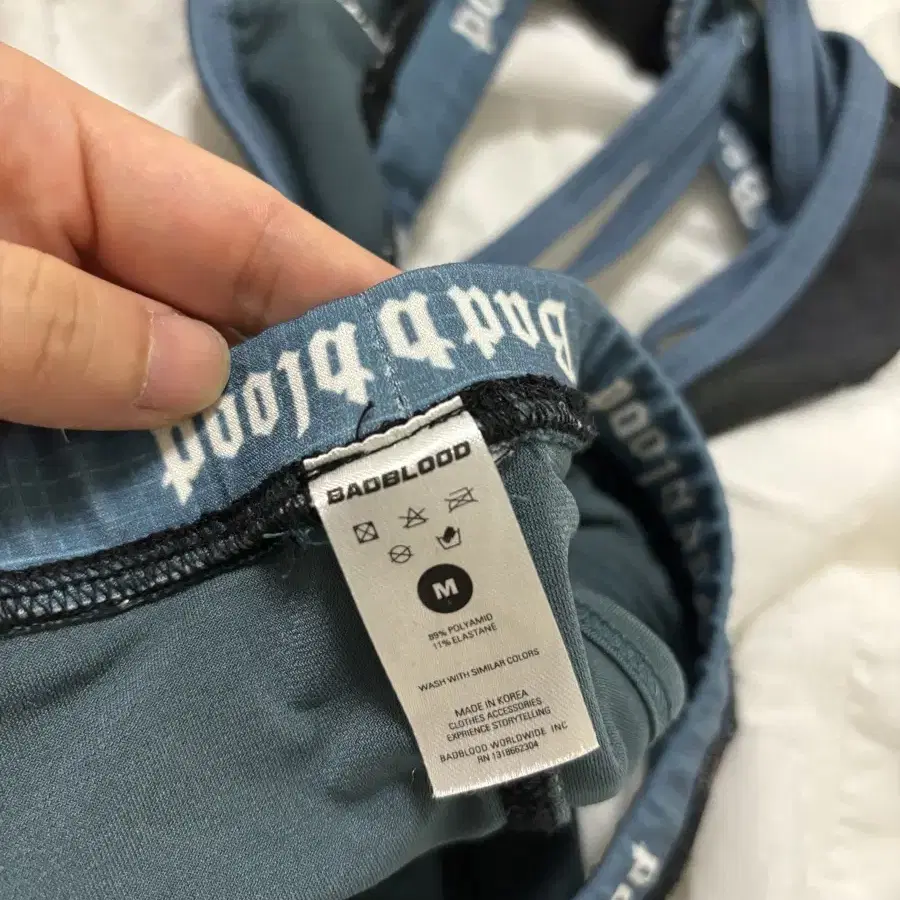 Bad blood
BADBLOOD
M
89% POLYAMID
11% ELASTANE
WASH WITH SIMILAR COLORS
MADE IN KOREA
CLOTHES ACCESSORIES
EXPRIENCE STORYTELLING
BADBLOOD WORLDWIDE INC
RN 1318662304